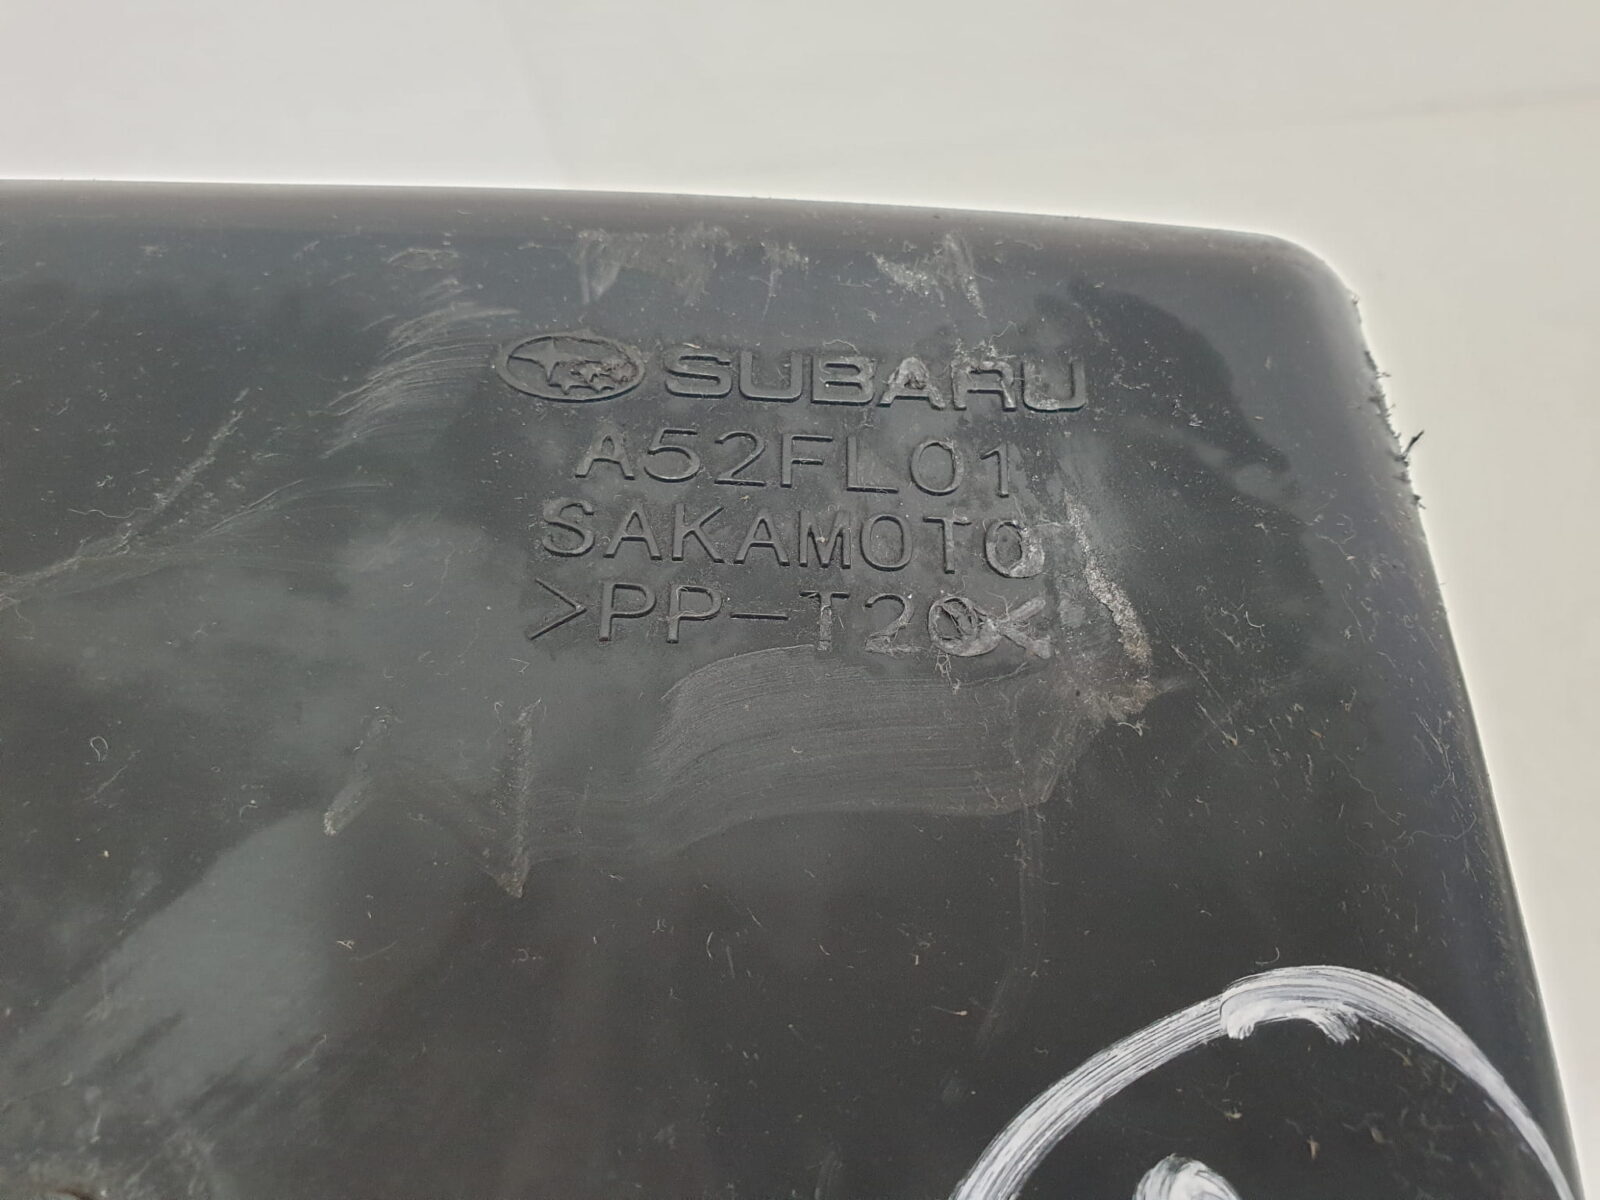 SUBARU
A52FL01
SAKAMOTO
>PP-T20<